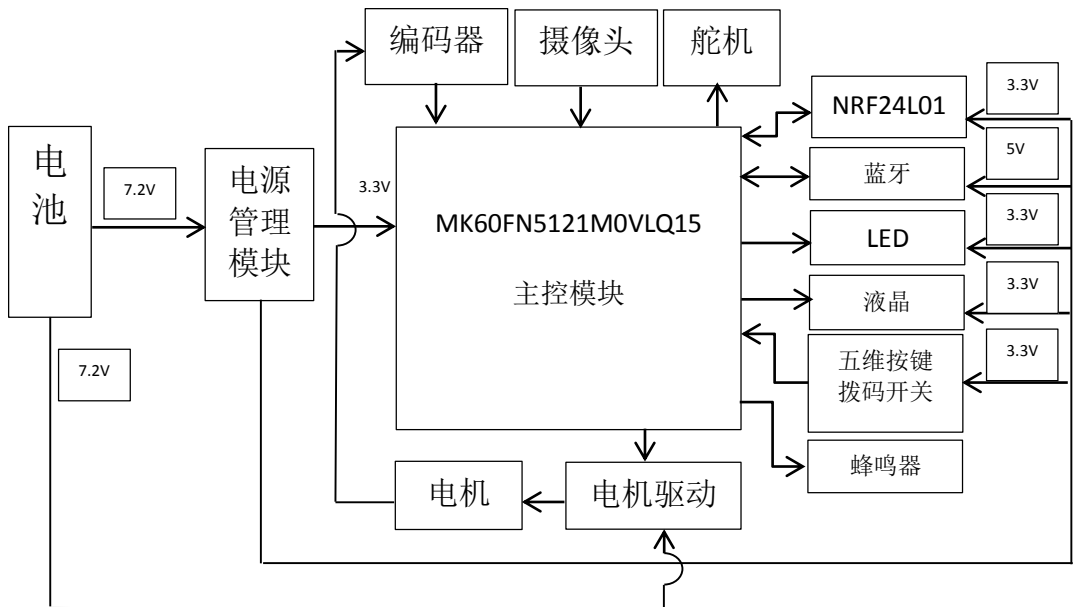 编码器
摄像头
舵机
NRF24L01
3.3V
电
池
7.2V
电源
管理
模块
3.3V
MK60FN5121M0VLQ15
主控模块
蓝牙
5V
LED
3.3V
液晶
3.3V
五维按键
拨码开关
3.3V
7.2V
蜂鸣器
电机
电机驱动